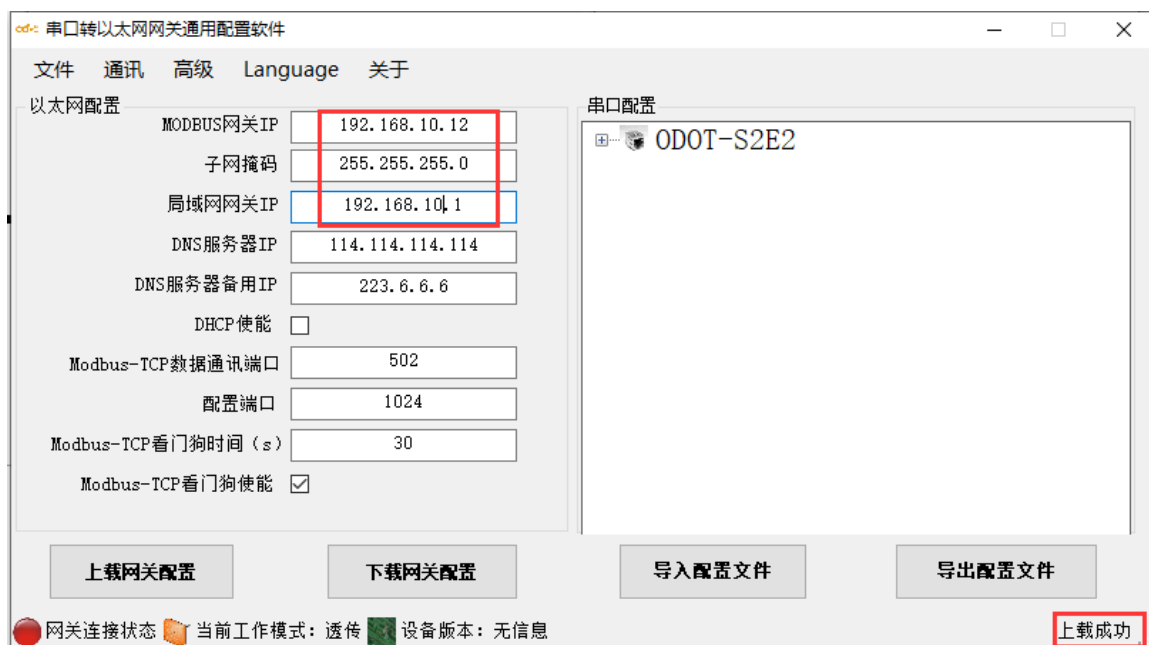 串口转以太网网关通用配置软件
文件 通讯 高级 Language 关于
以太网配置
MODBUS网关IP 192.168.10.12
子网掩码 255.255.255.0
局域网网关IP 192.168.10.1
DNS服务器IP 114.114.114.114
DNS服务器备用IP 223.6.6.6
DHCP使能
Modbus-TCP数据通讯端口 502
配置端口 1024
Modbus-TCP看门狗时间（s） 30
Modbus-TCP看门狗使能
串口配置
ODOT-S2E2
上载网关配置 下载网关配置 导入配置文件 导出配置文件
网关连接状态 当前工作模式：透传 设备版本：无信息 上载成功